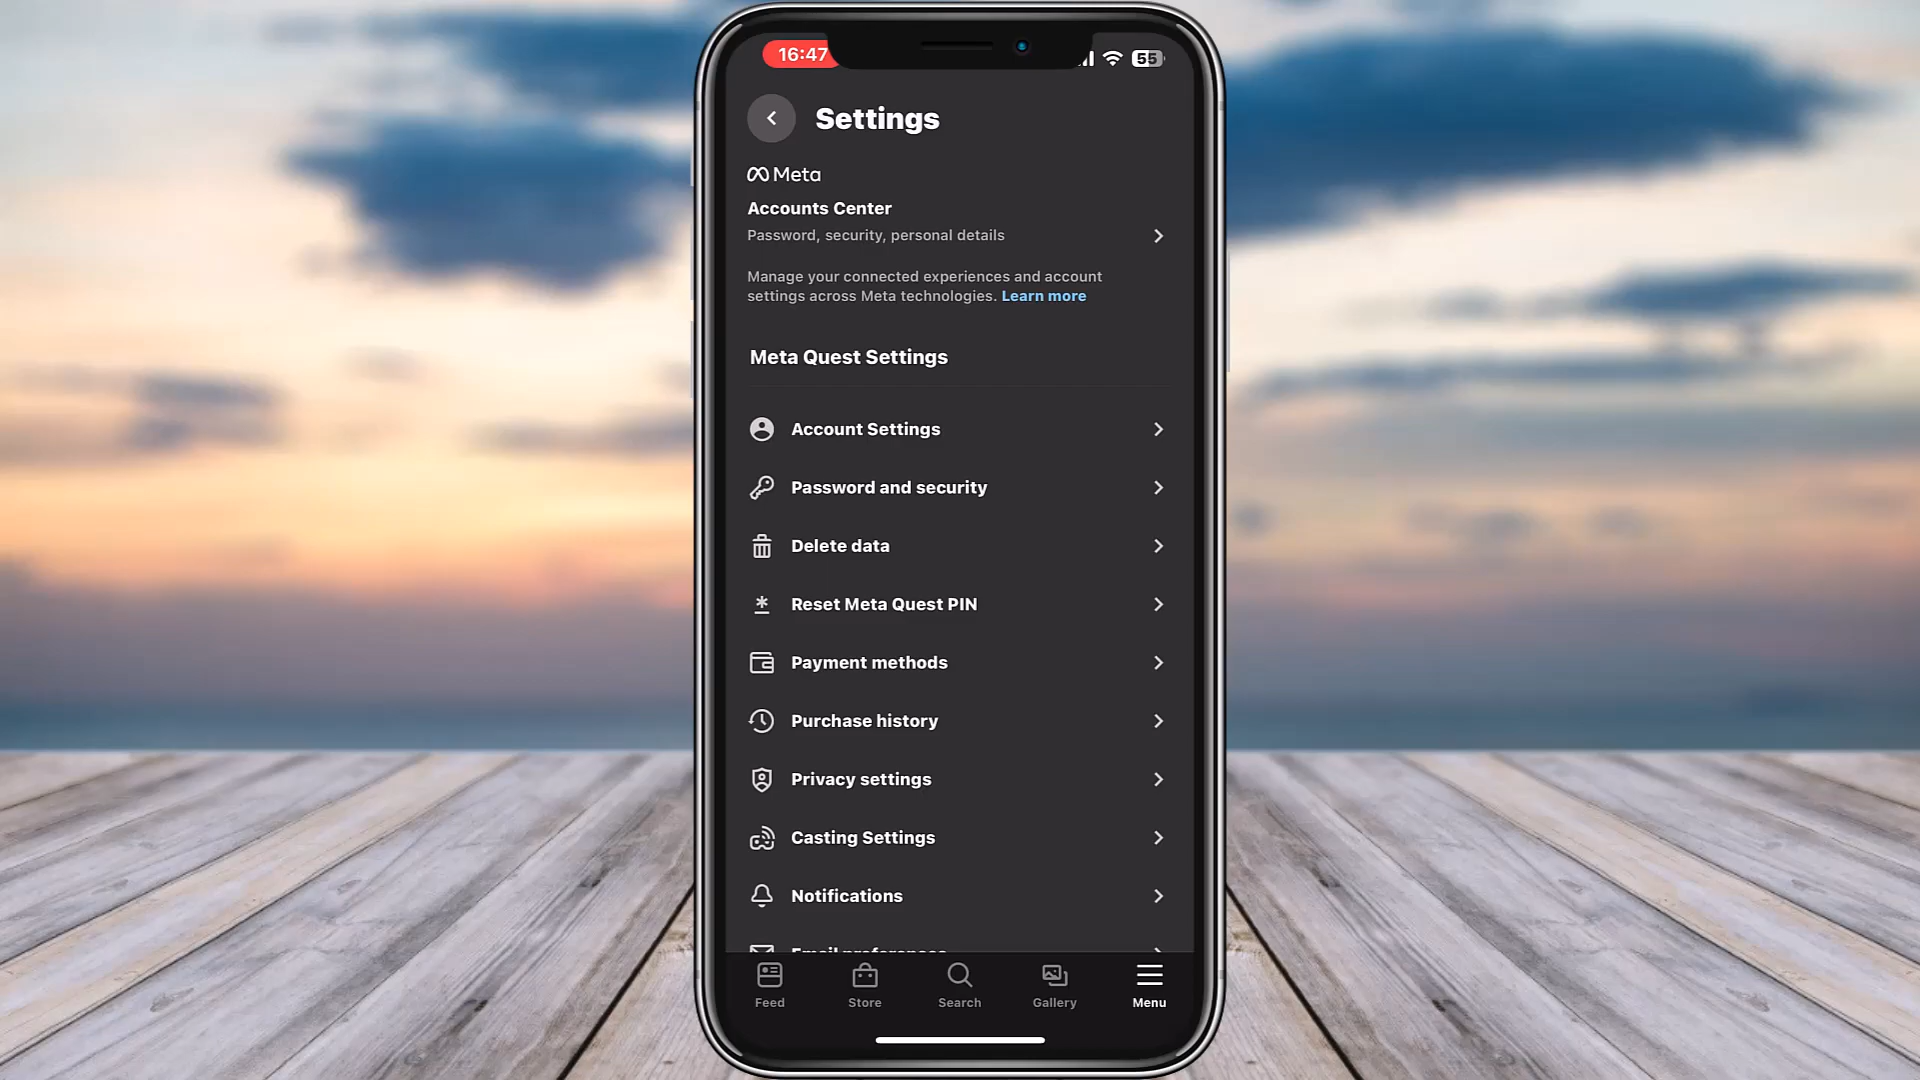 16:47
55
Settings
Meta
Accounts Center
Password, security, personal details
Manage your connected experiences and account
settings across Meta technologies. Learn more
Meta Quest Settings
Account Settings
Password and security
Delete data
Reset Meta Quest PIN
Payment methods
Purchase history
Privacy settings
Casting Settings
Notifications
Email preferences
Feed
Store
Search
Gallery
Menu